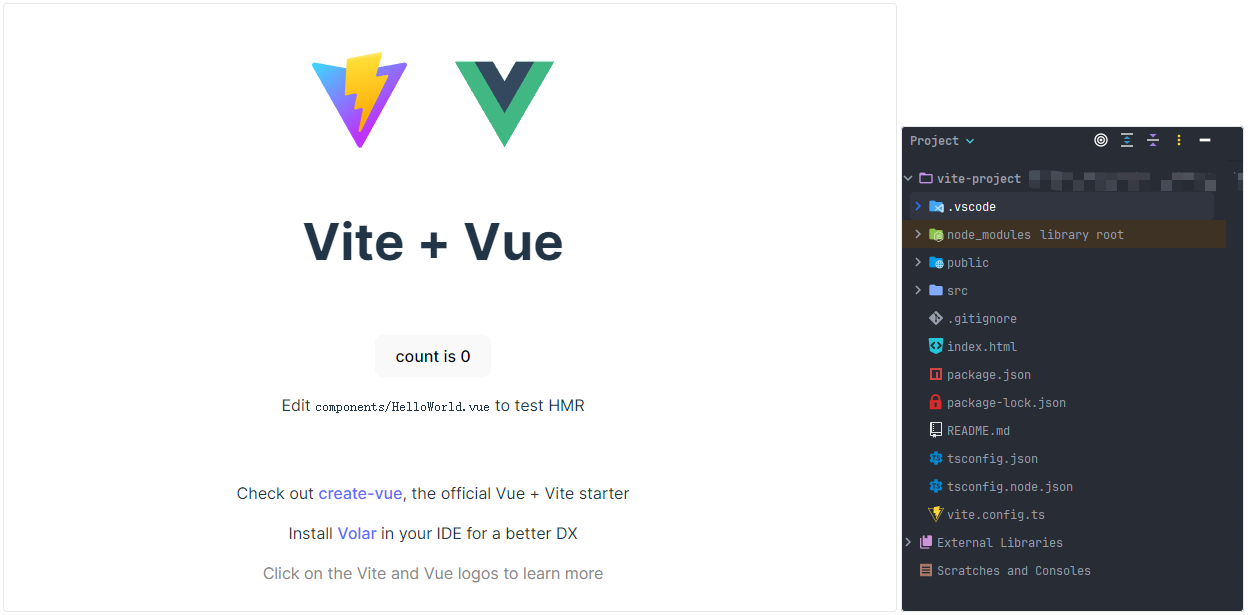 Vite + Vue
count is 0
Edit components/HelloWorld.vue to test HMR
Check out create-vue, the official Vue + Vite starter
Install Volar in your IDE for a better DX
Click on the Vite and Vue logos to learn more
Project
vite-project
.vscode
node_modules library root
public
src
.gitignore
index.html
package.json
package-lock.json
README.md
tsconfig.json
tsconfig.node.json
vite.config.ts
External Libraries
Scratches and Consoles